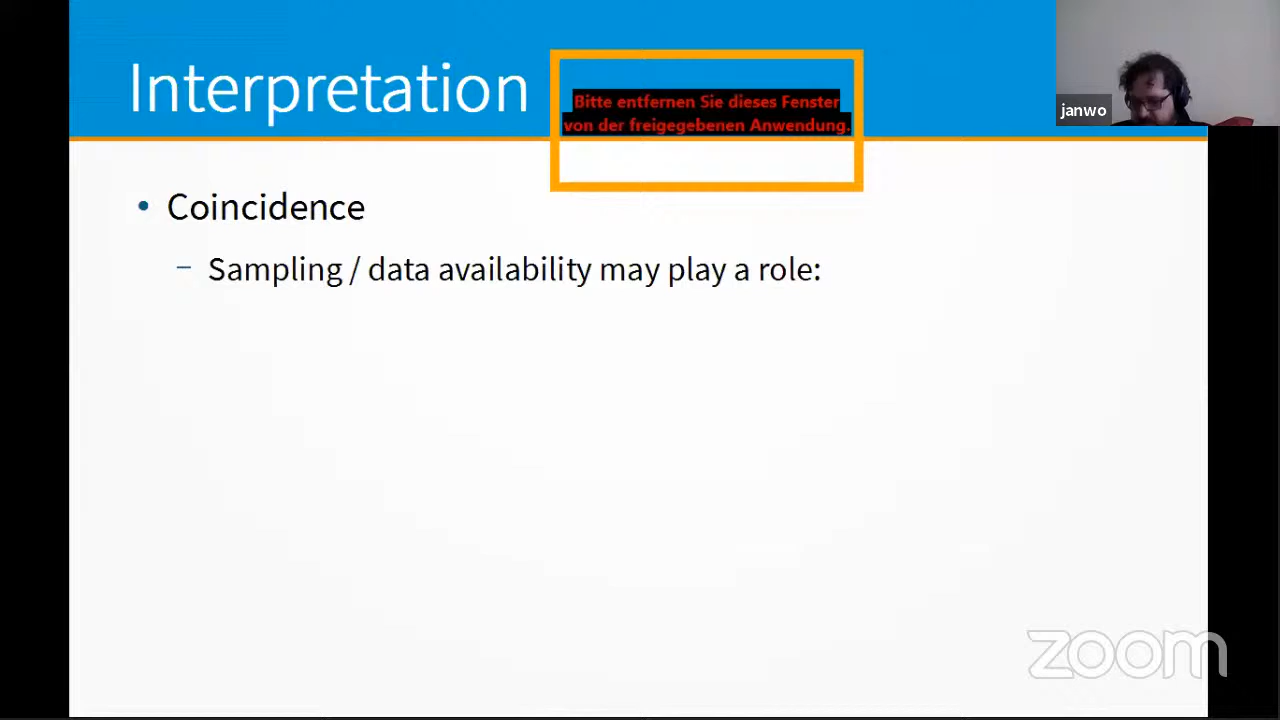 Interpretation
Bitte entfernen Sie dieses Fenster
von der freigegebenen Anwendung.
janwo
• Coincidence
– Sampling / data availability may play a role:
zoom